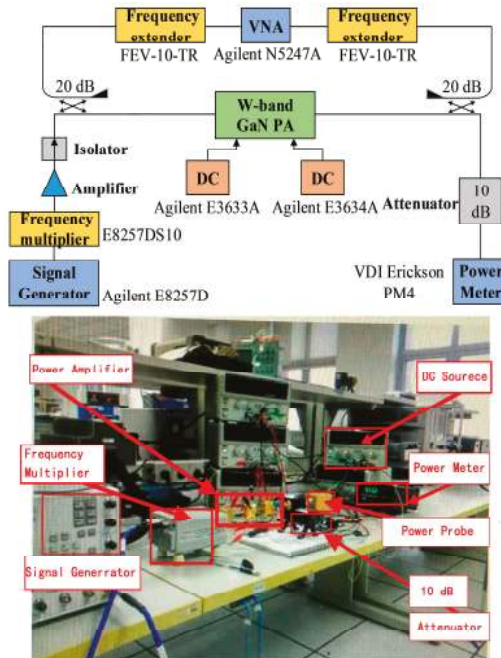 Frequency extender
VNA
Frequency extender
FEV-10-TR
Agilent N5247A
FEV-10-TR
20 dB
20 dB
W-band
GaN PA
Isolator
DC
DC
Amplifier
Agilent E3633A
Agilent E3634A
Attenuator
10
dB
Frequency
multiplier
E8257DS10
Signal
Generator
Agilent E8257D
VDI Erickson
PM4
Power
Meter
Power Amplifier
DC Sourece
Frequency
Multiplier
Power Meter
Power Probe
Signal Generrator
10 dB
Attenuator